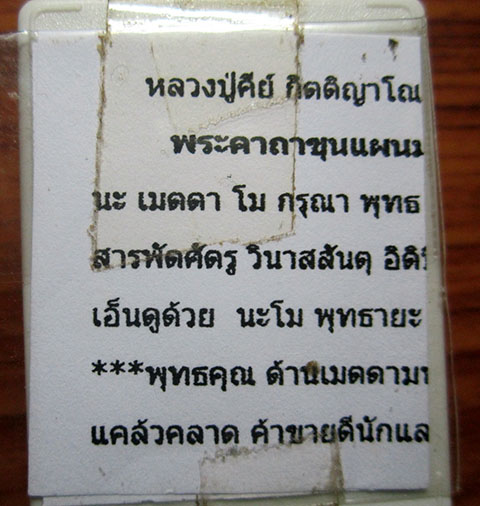 หลวงปู่คีย์ กิตติญาโณ
พระคาถาขุนแผนม
นะ เมตตา โม กรุณา พุทธ
สารพัดศัตรู วินาสสันตุ อิติ
เอ็นดูด้วย นะโม พุทธายะ
***พุทธคุณ ด้านเมตตามห
แคล้วคลาด ค้าขายดีนักแล